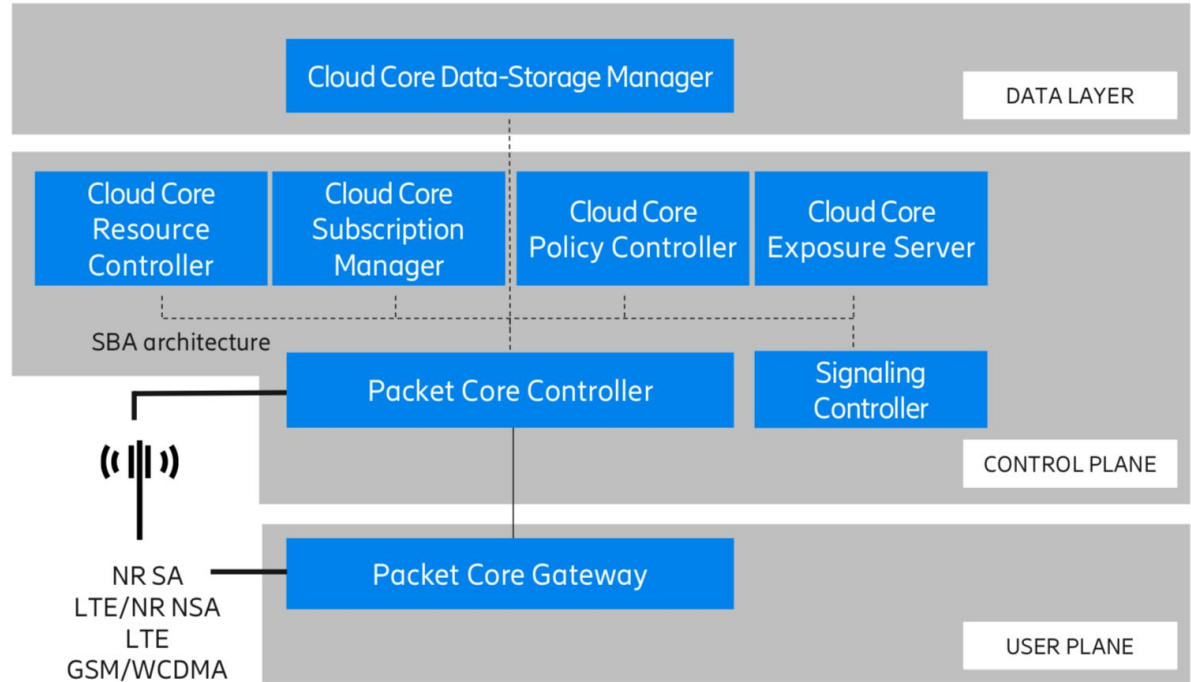 Cloud Core Data-Storage Manager
DATA LAYER
Cloud Core
Resource
Controller
Cloud Core
Subscription
Manager
Cloud Core
Policy Controller
Cloud Core
Exposure Server
SBA architecture
Packet Core Controller
Signaling
Controller
CONTROL PLANE
Packet Core Gateway
NR SA
LTE/NR NSA
LTE
GSM/WCDMA
USER PLANE